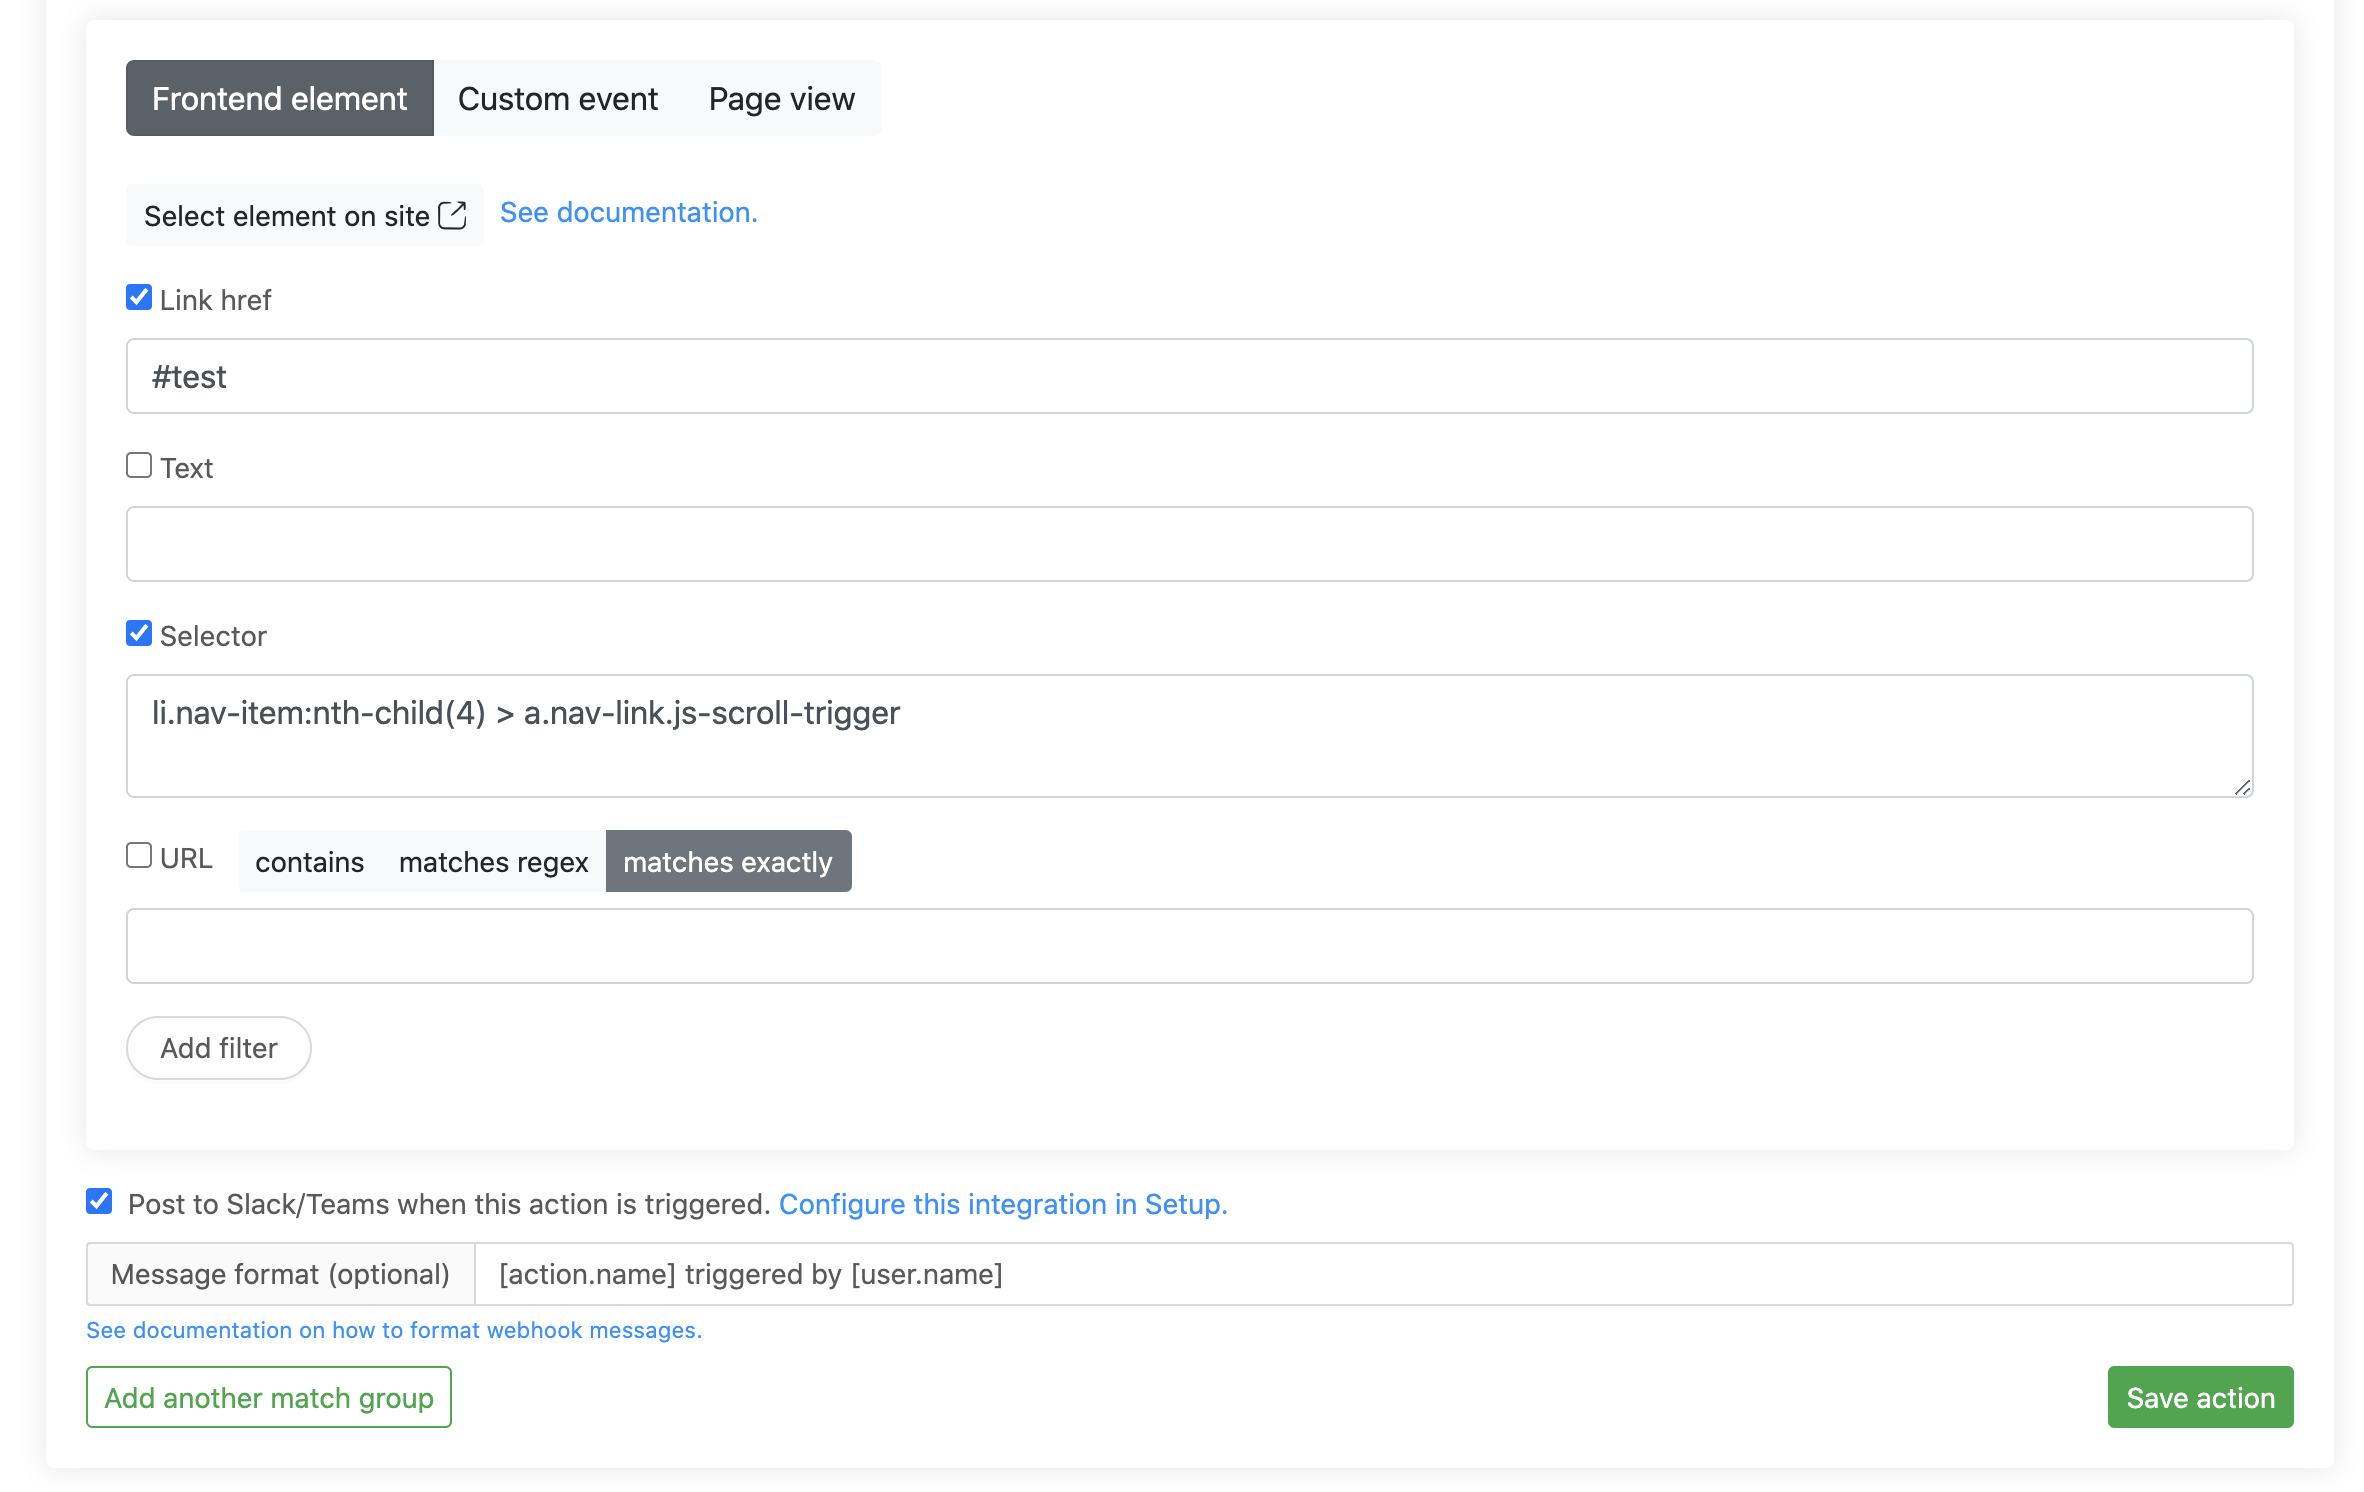 Frontend element Custom event Page view
Select element on site See documentation.
Link href
#test
Text
Selector
li.nav-item:nth-child(4) > a.nav-link.js-scroll-trigger
URL contains matches regex matches exactly
Add filter
Post to Slack/Teams when this action is triggered. Configure this integration in Setup.
Message format (optional) [action.name] triggered by [user.name]
See documentation on how to format webhook messages.
Add another match group Save action